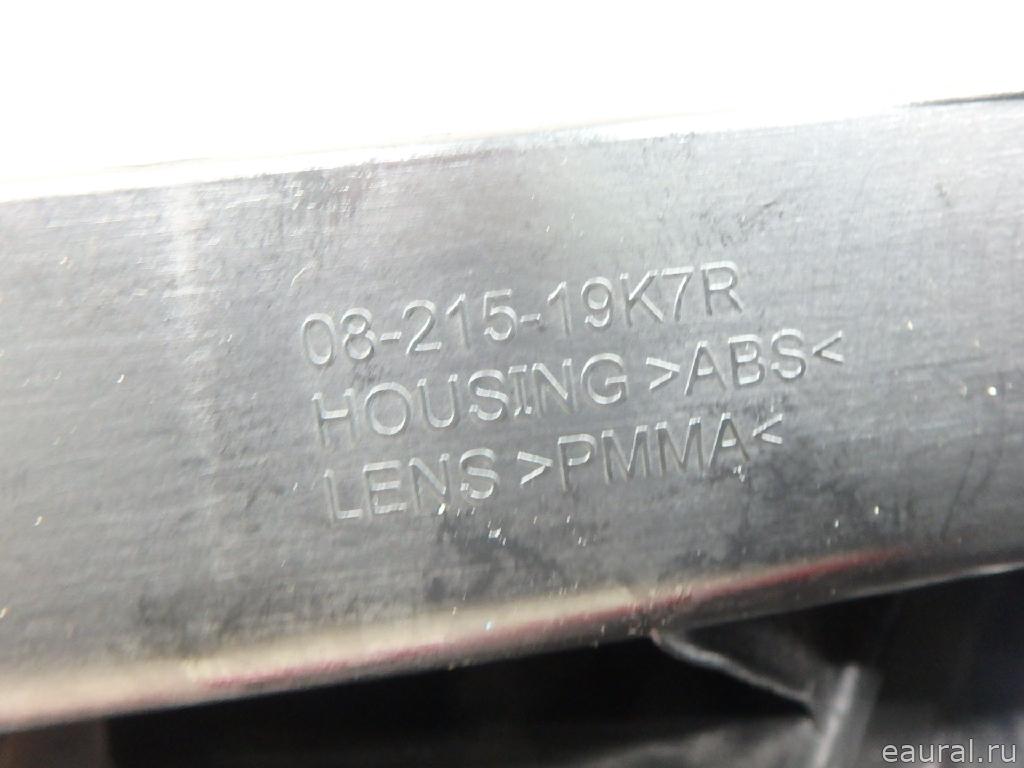 08-215-19K7R
HOUSING >ABS<
LENS >PMMA<
eaural.ru